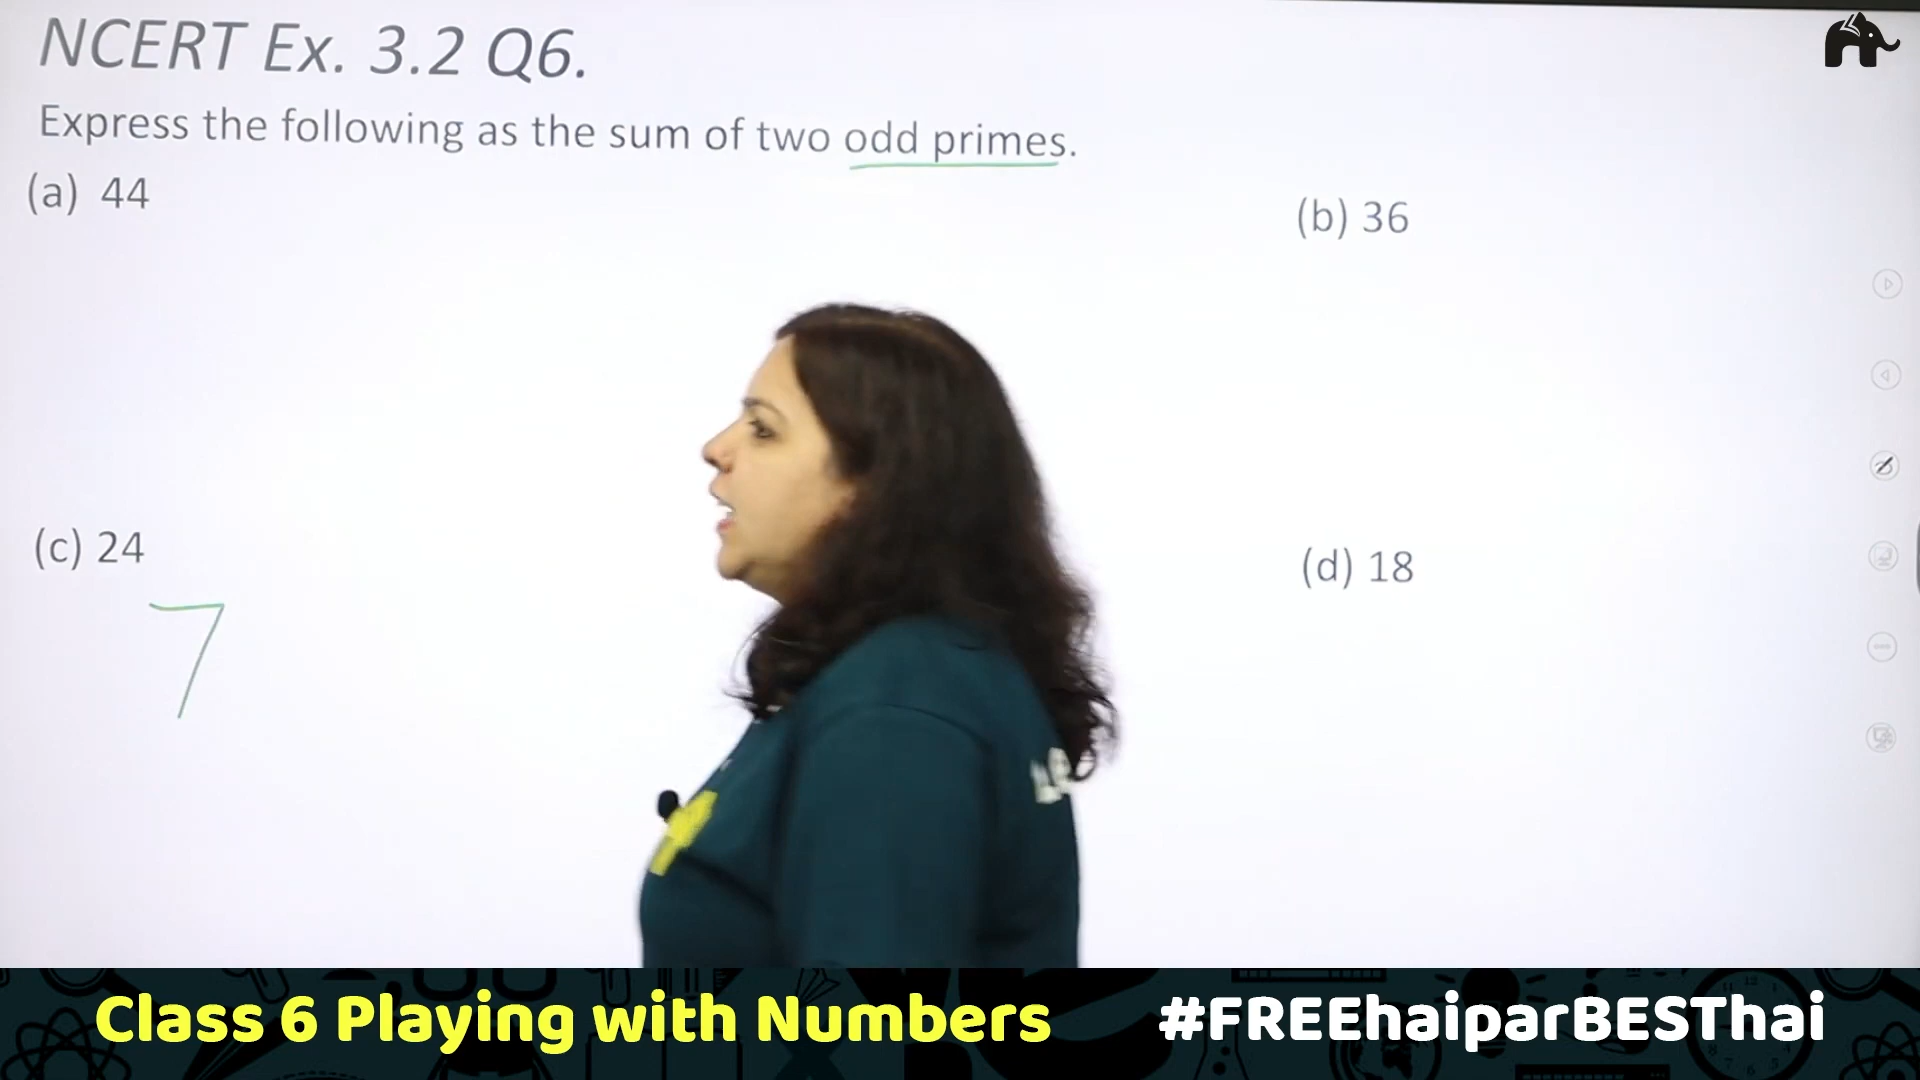 NCERT Ex. 3.2 Q6.
Express the following as the sum of two odd primes.
(a) 44
(b) 36
(c) 24
(d) 18
7
Class 6 Playing with Numbers
#FREEhaiparBESThai